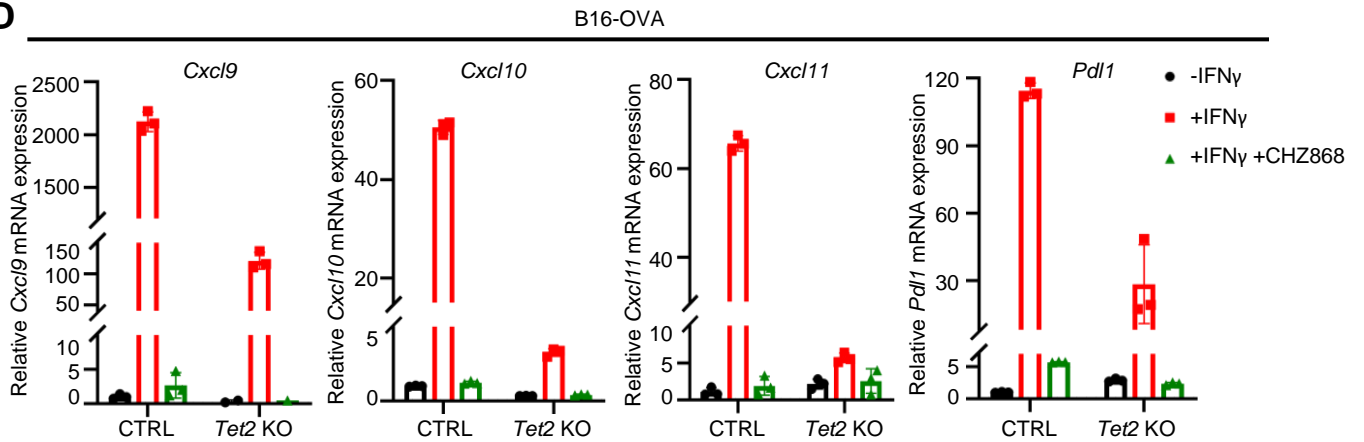 D
B16-OVA
Cxcl9
Relative Cxcl9 mRNA expression
2500
2000
1500
150
100
50
10
5
0
CTRL
Tet2 KO
Cxcl10
Relative Cxcl10 mRNA expression
60
40
20
5
0
CTRL
Tet2 KO
Cxcl11
Relative Cxcl11 mRNA expression
80
60
40
10
5
0
CTRL
Tet2 KO
Pdl1
Relative Pdl1 mRNA expression
120
90
60
30
5
0
CTRL
Tet2 KO
-IFNγ
+IFNγ
+IFNγ +CHZ868